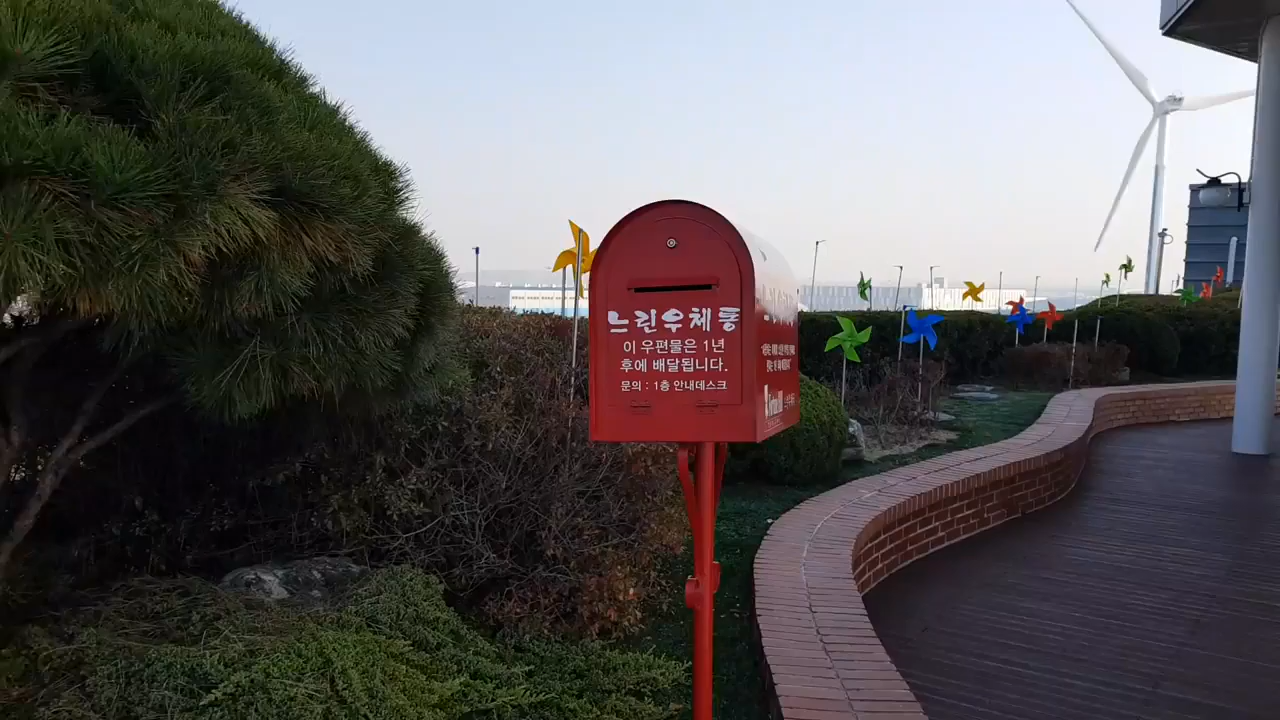 느린우체통
이 우편물은 1년
후에 배달됩니다.
문의 : 1층 안내데스크